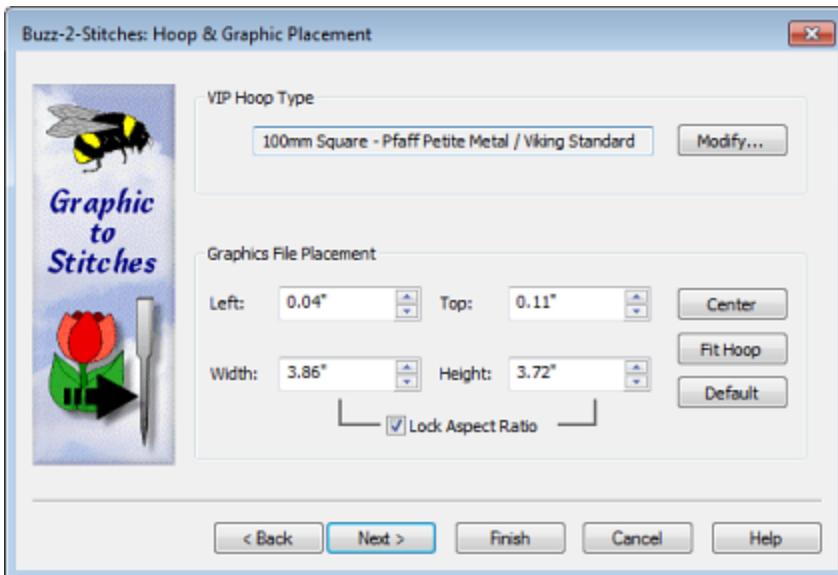 Buzz-2-Stitches: Hoop & Graphic Placement
Graphic
to
Stitches
VIP Hoop Type
100mm Square - Pfaff Petite Metal / Viking Standard
Modify...
Graphics File Placement
Left: 0.04" Top: 0.11" Center
Fit Hoop
Width: 3.86" Height: 3.72"
Default
Lock Aspect Ratio
< Back Next > Finish Cancel Help